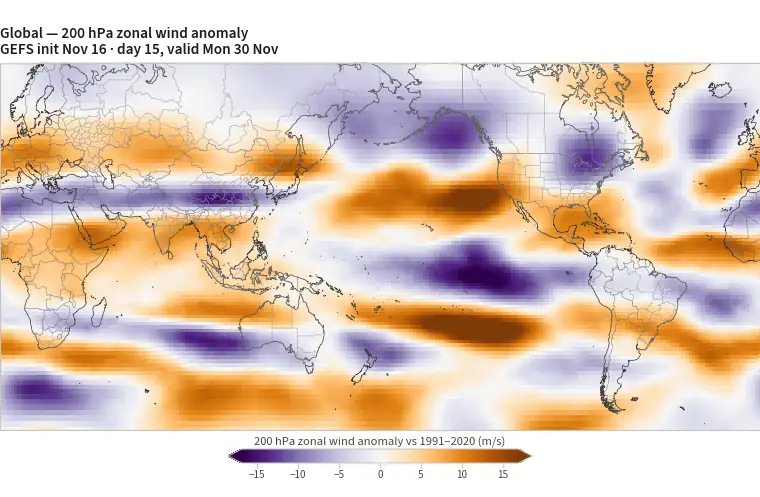 Global — 200 hPa zonal wind anomaly
GEFS init Nov 16 · day 15, valid Mon 30 Nov
200 hPa zonal wind anomaly vs 1991–2020 (m/s)
−15 −10 −5 0 5 10 15